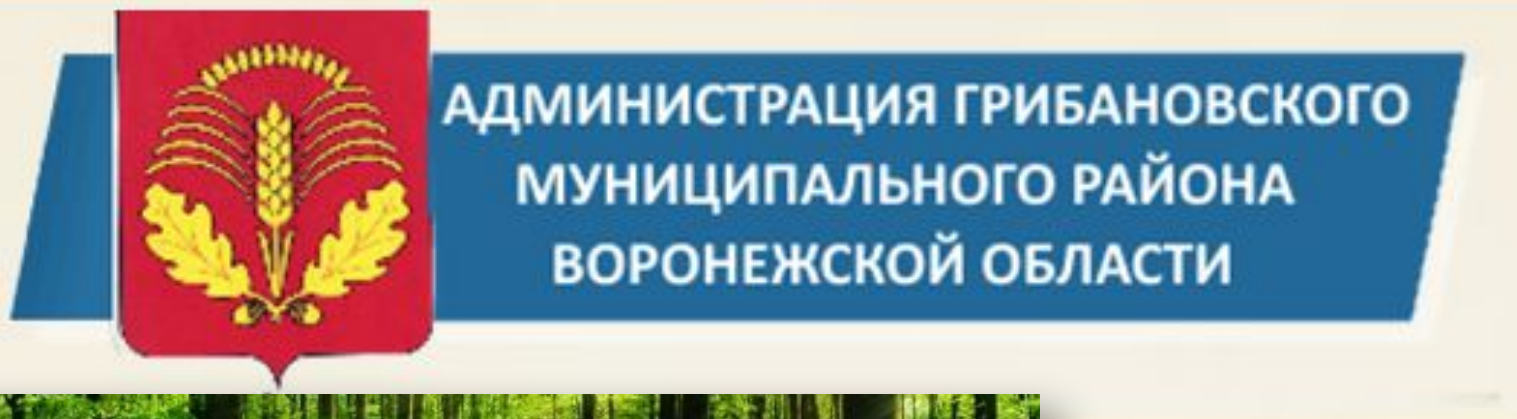 АДМИНИСТРАЦИЯ ГРИБАНОВСКОГО
МУНИЦИПАЛЬНОГО РАЙОНА
ВОРОНЕЖСКОЙ ОБЛАСТИ